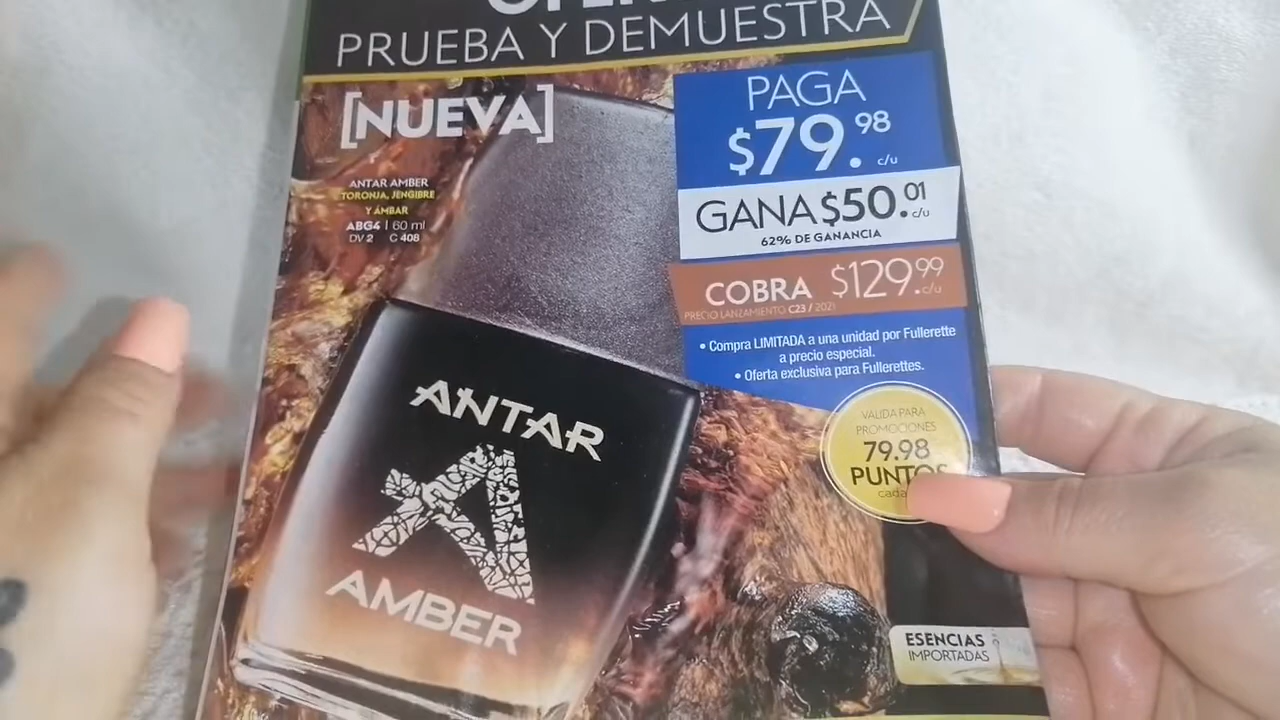 PRUEBA Y DEMUESTRA
[NUEVA]
ANTAR AMBER
TORONJA, JENGIBRE
Y ÁMBAR
ABG4 | 60 ml
DV 2 C 408
PAGA
$79.98 c/u
GANA $50.01 c/u
62% DE GANANCIA
COBRA $129.99 c/u
PRECIO LANZAMIENTO C23 / 2021
• Compra LIMITADA a una unidad por Fullerette
a precio especial.
• Oferta exclusiva para Fullerettes.
VÁLIDA PARA
PROMOCIONES
79.98
PUNTOS
cada
ANTAR
A
AMBER
ESENCIAS
IMPORTADAS